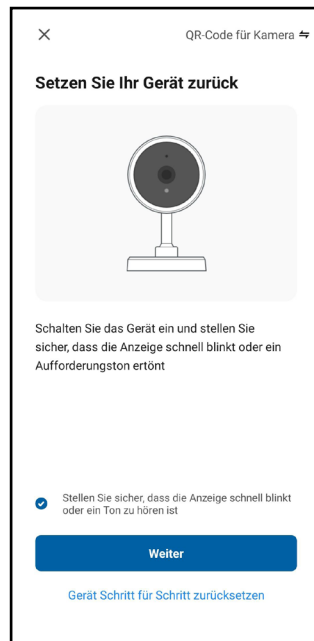 QR-Code für Kamera
Setzen Sie Ihr Gerät zurück
Schalten Sie das Gerät ein und stellen Sie
sicher, dass die Anzeige schnell blinkt oder ein
Aufforderungston ertönt
Stellen Sie sicher, dass die Anzeige schnell blinkt
oder ein Ton zu hören ist
Weiter
Gerät Schritt für Schritt zurücksetzen